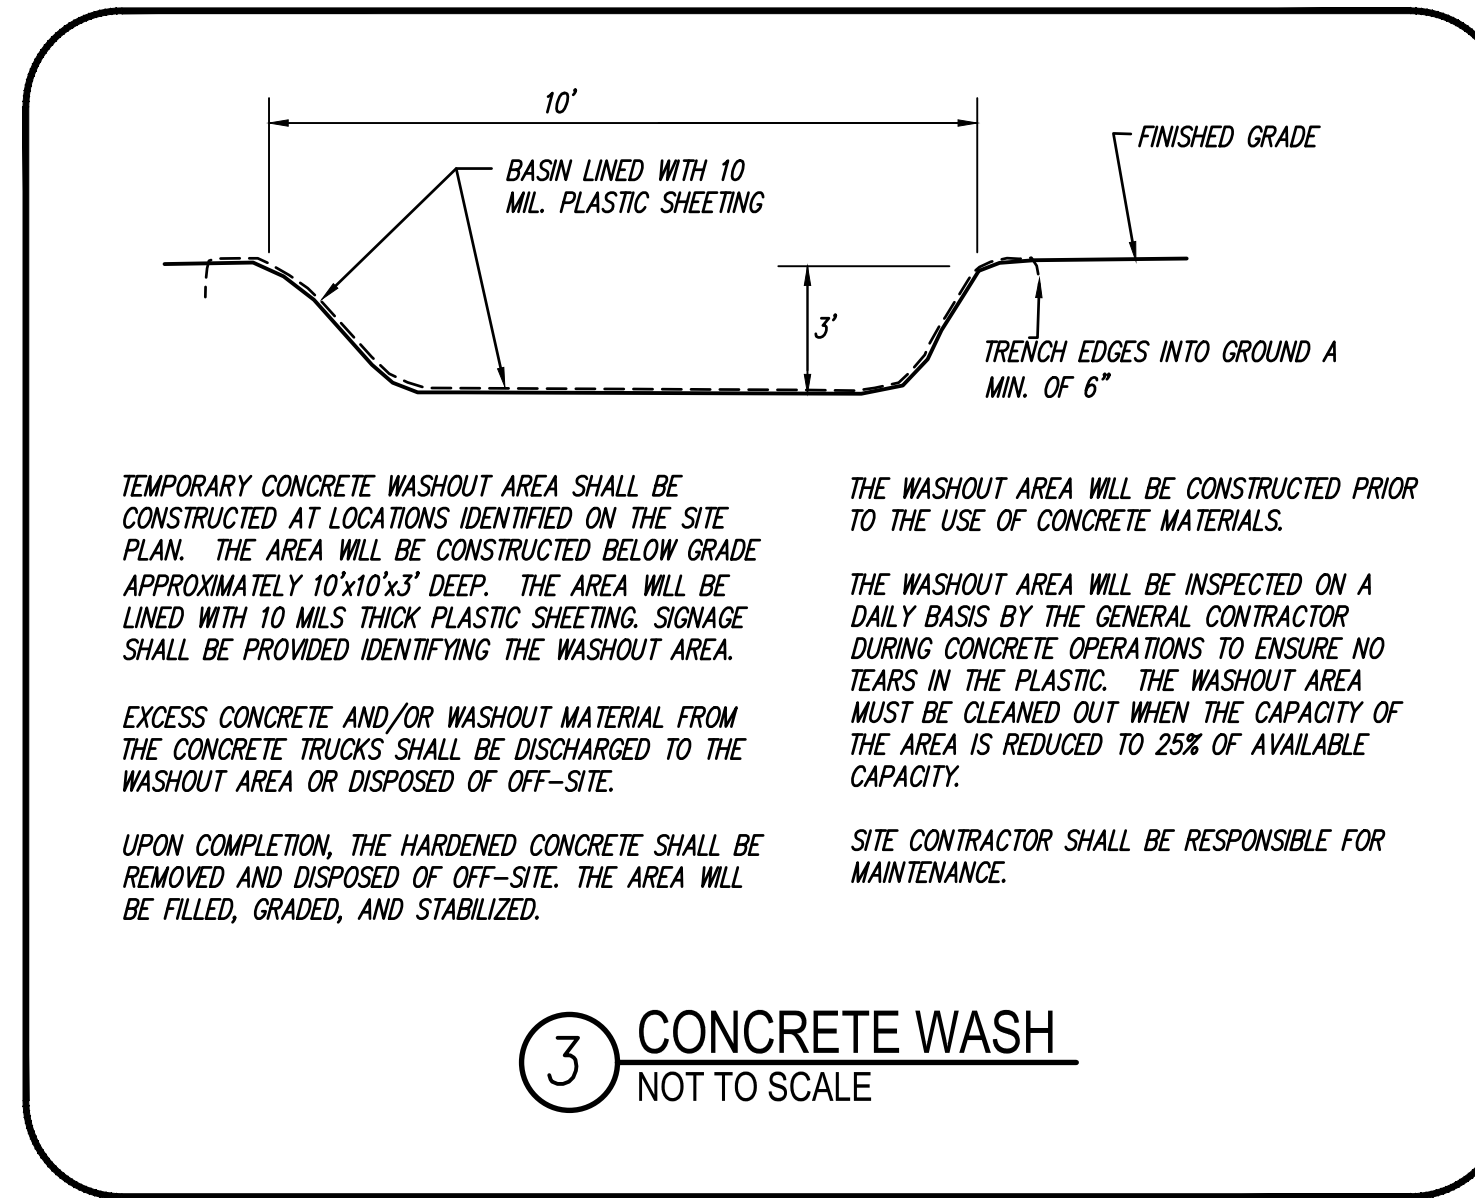 10'
BASIN LINED WITH 10
MIL. PLASTIC SHEETING
FINISHED GRADE
3'
TRENCH EDGES INTO GROUND A
MIN. OF 6"
TEMPORARY CONCRETE WASHOUT AREA SHALL BE
CONSTRUCTED AT LOCATIONS IDENTIFIED ON THE SITE
PLAN. THE AREA WILL BE CONSTRUCTED BELOW GRADE
APPROXIMATELY 10'x10'x3' DEEP. THE AREA WILL BE
LINED WITH 10 MILS THICK PLASTIC SHEETING. SIGNAGE
SHALL BE PROVIDED IDENTIFYING THE WASHOUT AREA.
EXCESS CONCRETE AND/OR WASHOUT MATERIAL FROM
THE CONCRETE TRUCKS SHALL BE DISCHARGED TO THE
WASHOUT AREA OR DISPOSED OF OFF-SITE.
UPON COMPLETION, THE HARDENED CONCRETE SHALL BE
REMOVED AND DISPOSED OF OFF-SITE. THE AREA WILL
BE FILLED, GRADED, AND STABILIZED.
THE WASHOUT AREA WILL BE CONSTRUCTED PRIOR
TO THE USE OF CONCRETE MATERIALS.
THE WASHOUT AREA WILL BE INSPECTED ON A
DAILY BASIS BY THE GENERAL CONTRACTOR
DURING CONCRETE OPERATIONS TO ENSURE NO
TEARS IN THE PLASTIC. THE WASHOUT AREA
MUST BE CLEANED OUT WHEN THE CAPACITY OF
THE AREA IS REDUCED TO 25% OF AVAILABLE
CAPACITY.
SITE CONTRACTOR SHALL BE RESPONSIBLE FOR
MAINTENANCE.
3
CONCRETE WASH
NOT TO SCALE